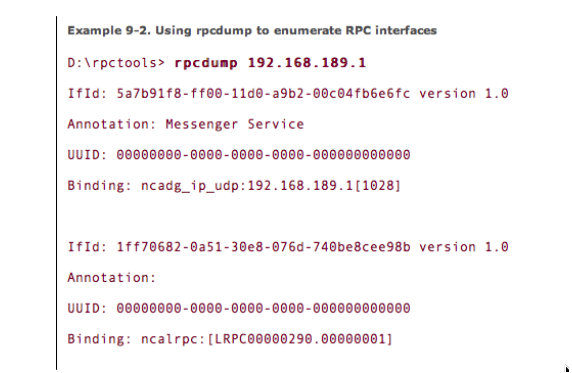 Example 9-2. Using rpcdump to enumerate RPC interfaces
D:\rpctools> rpcdump 192.168.189.1
IfId: 5a7b91f8-ff00-11d0-a9b2-00c04fb6e6fc version 1.0
Annotation: Messenger Service
UUID: 00000000-0000-0000-0000-000000000000
Binding: ncadg_ip_udp:192.168.189.1[1028]
IfId: 1ff70682-0a51-30e8-076d-740be8cee98b version 1.0
Annotation:
UUID: 00000000-0000-0000-0000-000000000000
Binding: ncalrpc:[LRPC00000290.00000001]